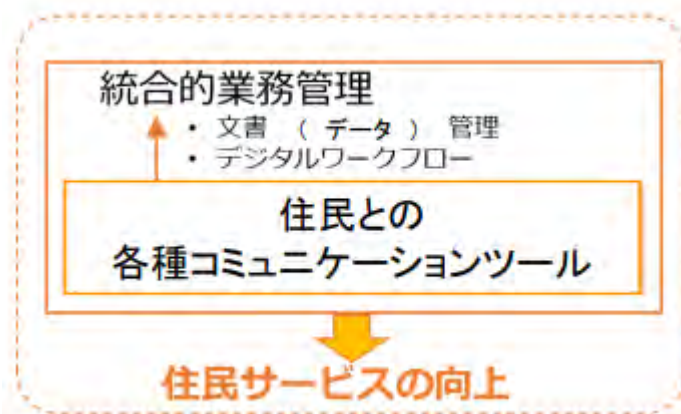 統合的業務管理
・ 文書 （ データ ） 管理
・ デジタルワークフロー
住民との
各種コミュニケーションツール
住民サービスの向上